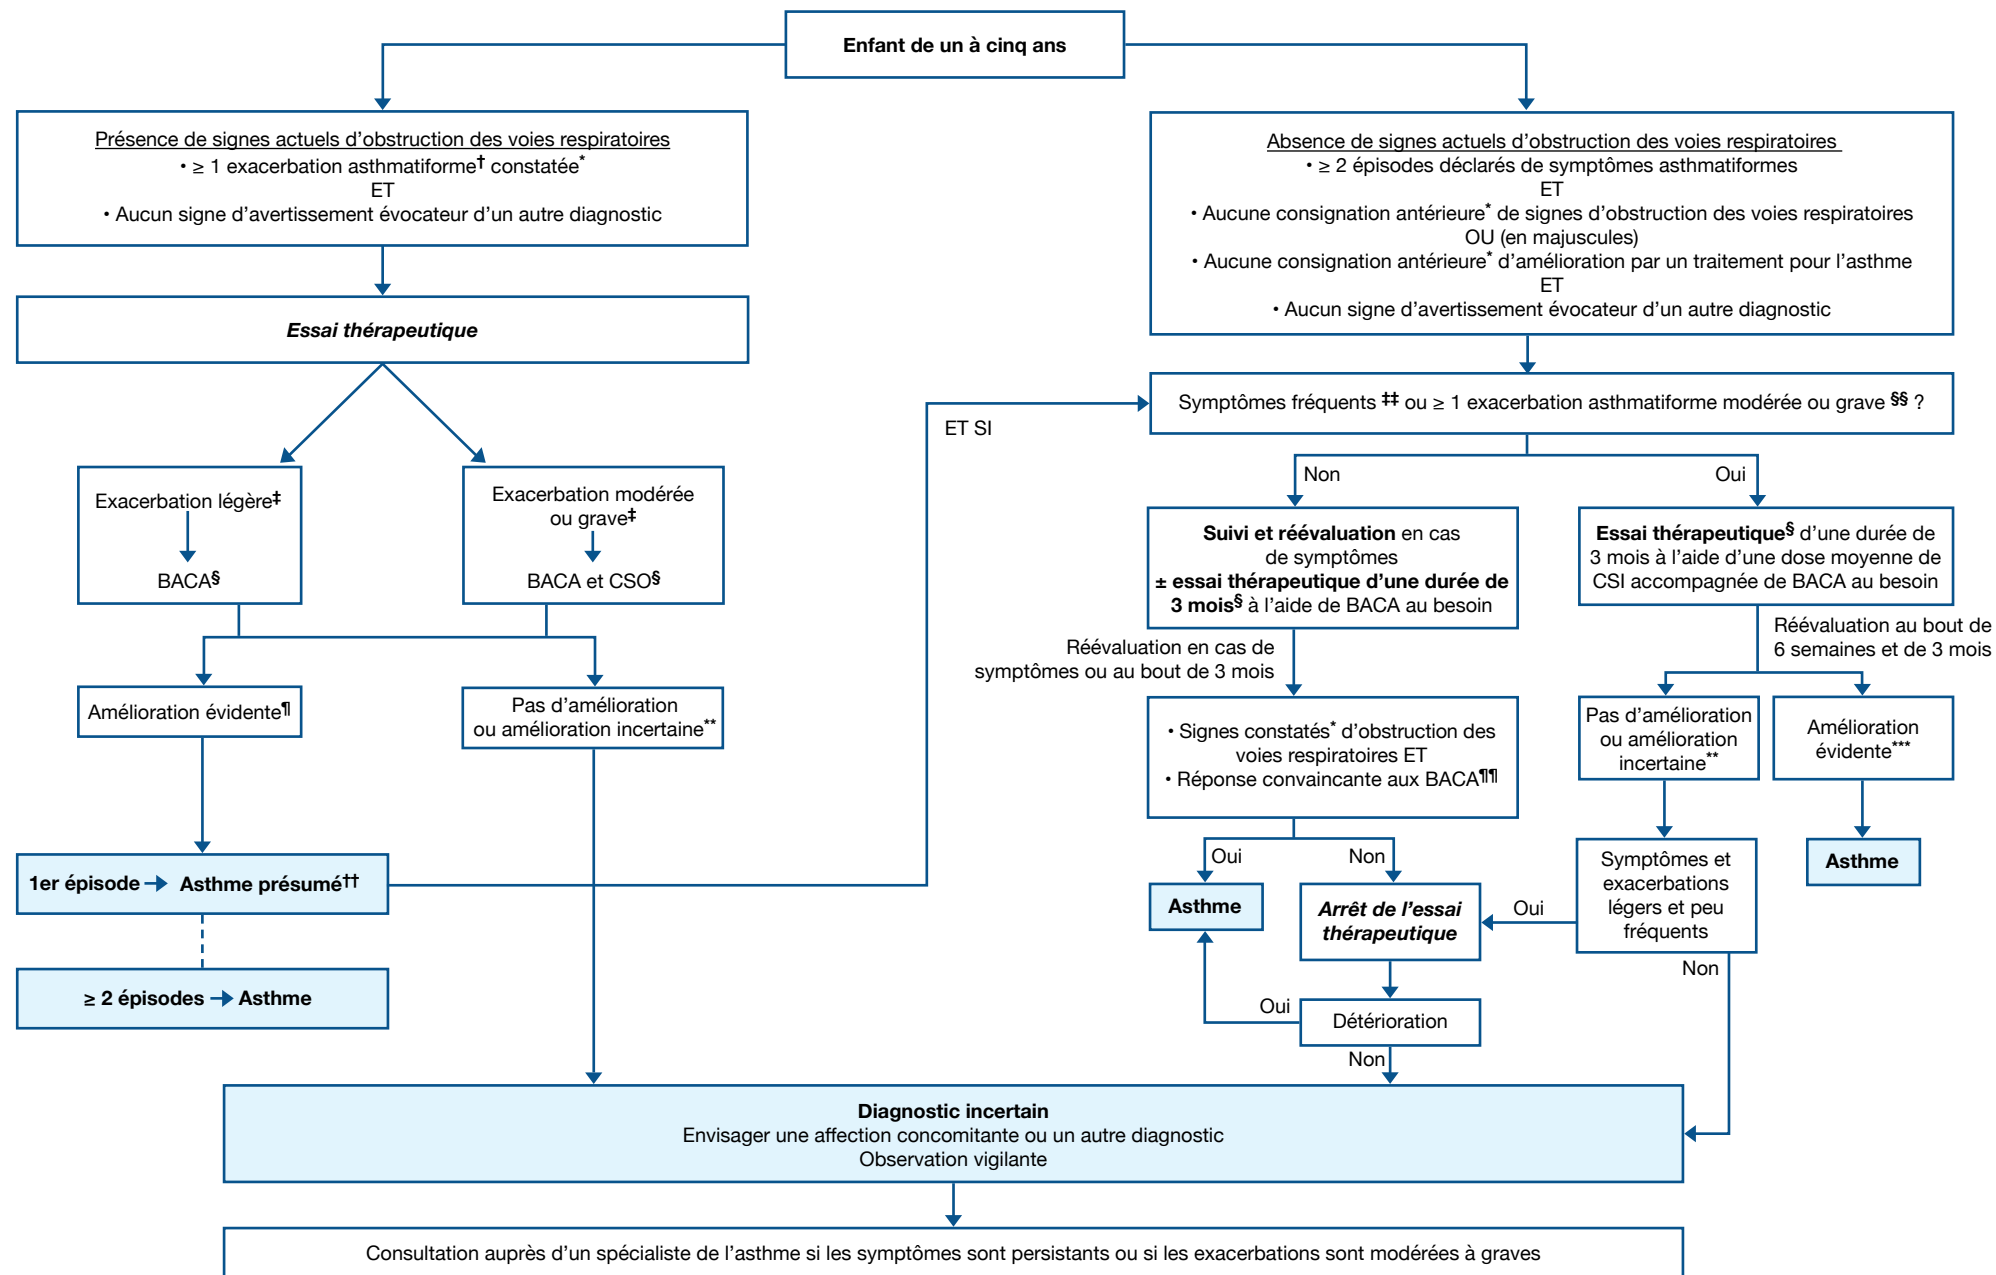 Enfant de un à cinq ans
Présence de signes actuels d'obstruction des voies respiratoires
• ≥ 1 exacerbation asthmatiforme† constatée*
ET
• Aucun signe d'avertissement évocateur d'un autre diagnostic
Essai thérapeutique
Exacerbation légère‡
BACA§
Exacerbation modérée
ou grave‡
BACA et CSO§
Amélioration évidente¶
Pas d'amélioration
ou amélioration incertaine**
1er épisode → Asthme présumé††
≥ 2 épisodes → Asthme
ET SI
Absence de signes actuels d'obstruction des voies respiratoires
• ≥ 2 épisodes déclarés de symptômes asthmatiformes
ET
• Aucune consignation antérieure* de signes d'obstruction des voies respiratoires
OU (en majuscules)
• Aucune consignation antérieure* d'amélioration par un traitement pour l'asthme
ET
• Aucun signe d'avertissement évocateur d'un autre diagnostic
Symptômes fréquents ‡‡ ou ≥ 1 exacerbation asthmatiforme modérée ou grave §§ ?
Non
Oui
Suivi et réévaluation en cas
de symptômes
± essai thérapeutique d'une durée de
3 mois§ à l'aide de BACA au besoin
Essai thérapeutique§ d'une durée de
3 mois à l'aide d'une dose moyenne de
CSI accompagnée de BACA au besoin
Réévaluation en cas de
symptômes ou au bout de 3 mois
Réévaluation au bout de
6 semaines et de 3 mois
• Signes constatés* d'obstruction des
voies respiratoires ET
• Réponse convaincante aux BACA¶¶
Pas d'amélioration
ou amélioration
incertaine**
Amélioration
évidente***
Oui
Non
Asthme
Arrêt de l'essai
thérapeutique
Oui
Symptômes et
exacerbations
légers et peu
fréquents
Asthme
Non
Oui
Détérioration
Non
Diagnostic incertain
Envisager une affection concomitante ou un autre diagnostic
Observation vigilante
Consultation auprès d'un spécialiste de l'asthme si les symptômes sont persistants ou si les exacerbations sont modérées à graves